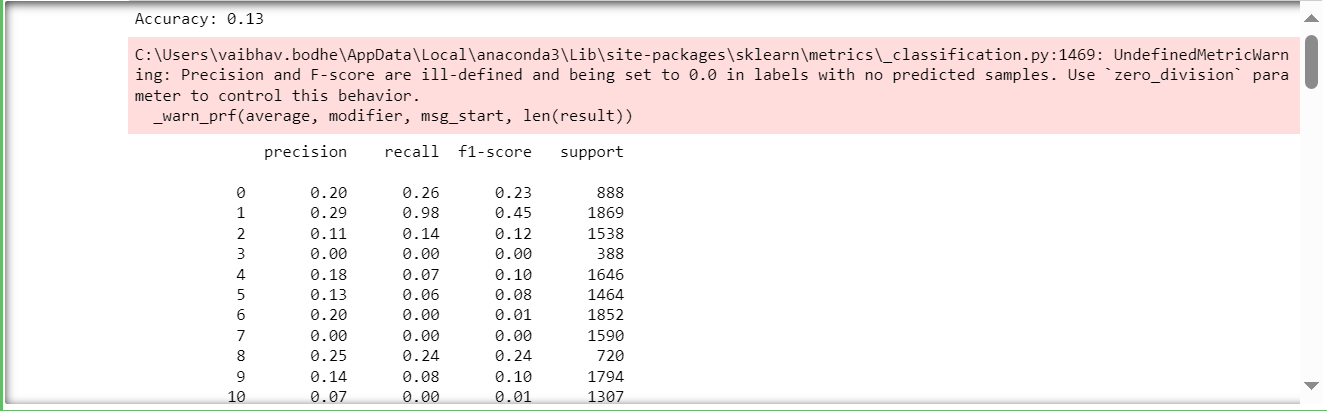 Accuracy: 0.13
C:\Users\vaibhav.bodhe\AppData\Local\anaconda3\Lib\site-packages\sklearn\metrics\_classification.py:1469: UndefinedMetricWarn
ing: Precision and F-score are ill-defined and being set to 0.0 in labels with no predicted samples. Use `zero_division` para
meter to control this behavior.
  _warn_prf(average, modifier, msg_start, len(result))
precision recall f1-score support
0 0.20 0.26 0.23 888
1 0.29 0.98 0.45 1869
2 0.11 0.14 0.12 1538
3 0.00 0.00 0.00 388
4 0.18 0.07 0.10 1646
5 0.13 0.06 0.08 1464
6 0.20 0.00 0.01 1852
7 0.00 0.00 0.00 1590
8 0.25 0.24 0.24 720
9 0.14 0.08 0.10 1794
10 0.07 0.00 0.01 1307